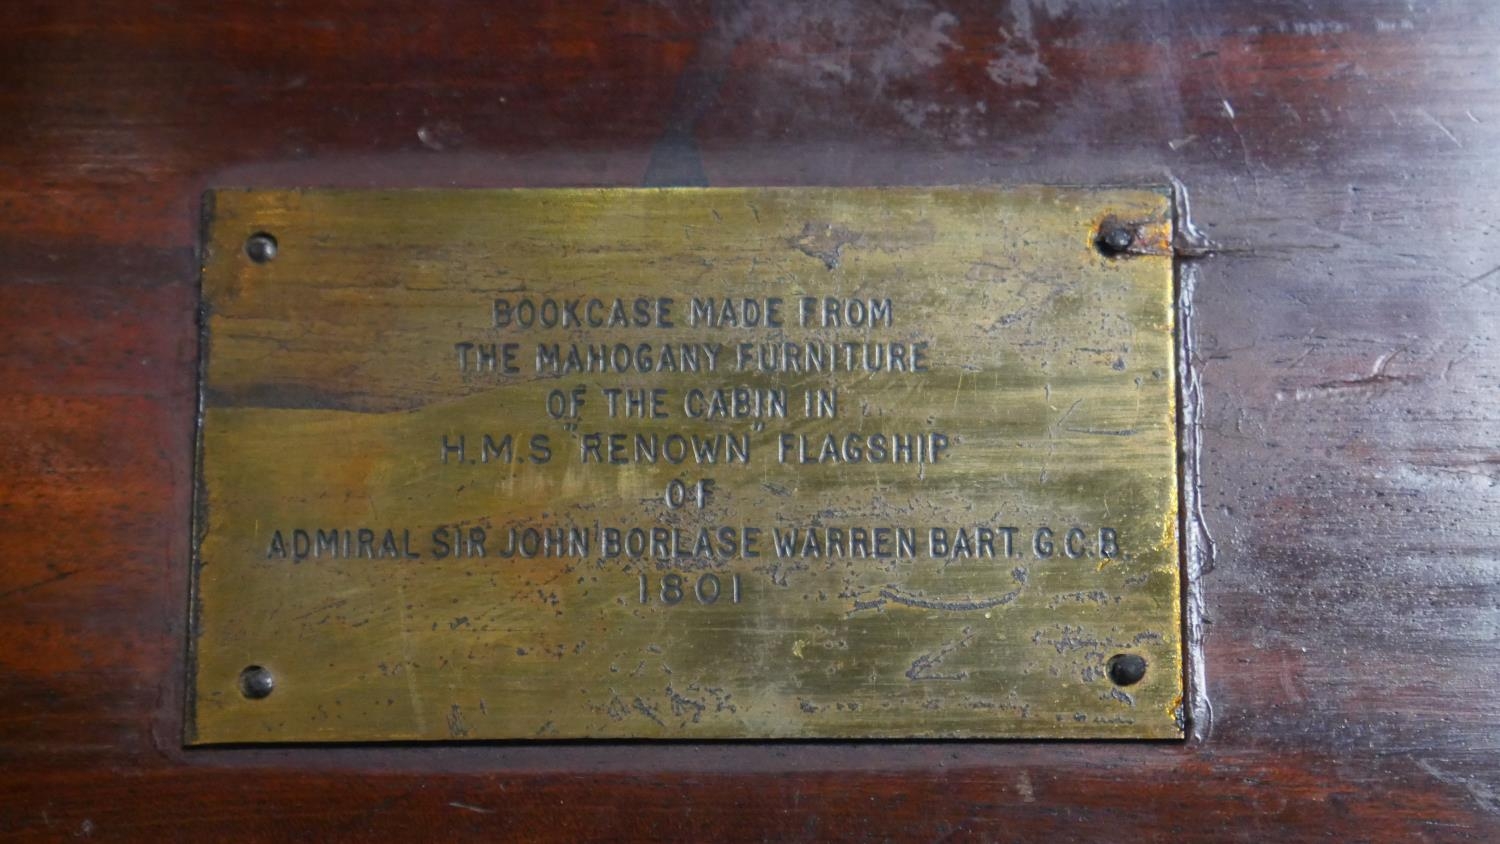 BOOKCASE MADE FROM
THE MAHOGANY FURNITURE
OF THE CABIN IN
H.M.S "RENOWN" FLAGSHIP
OF
ADMIRAL SIR JOHN BORLASE WARREN BART. G.C.B.
1801